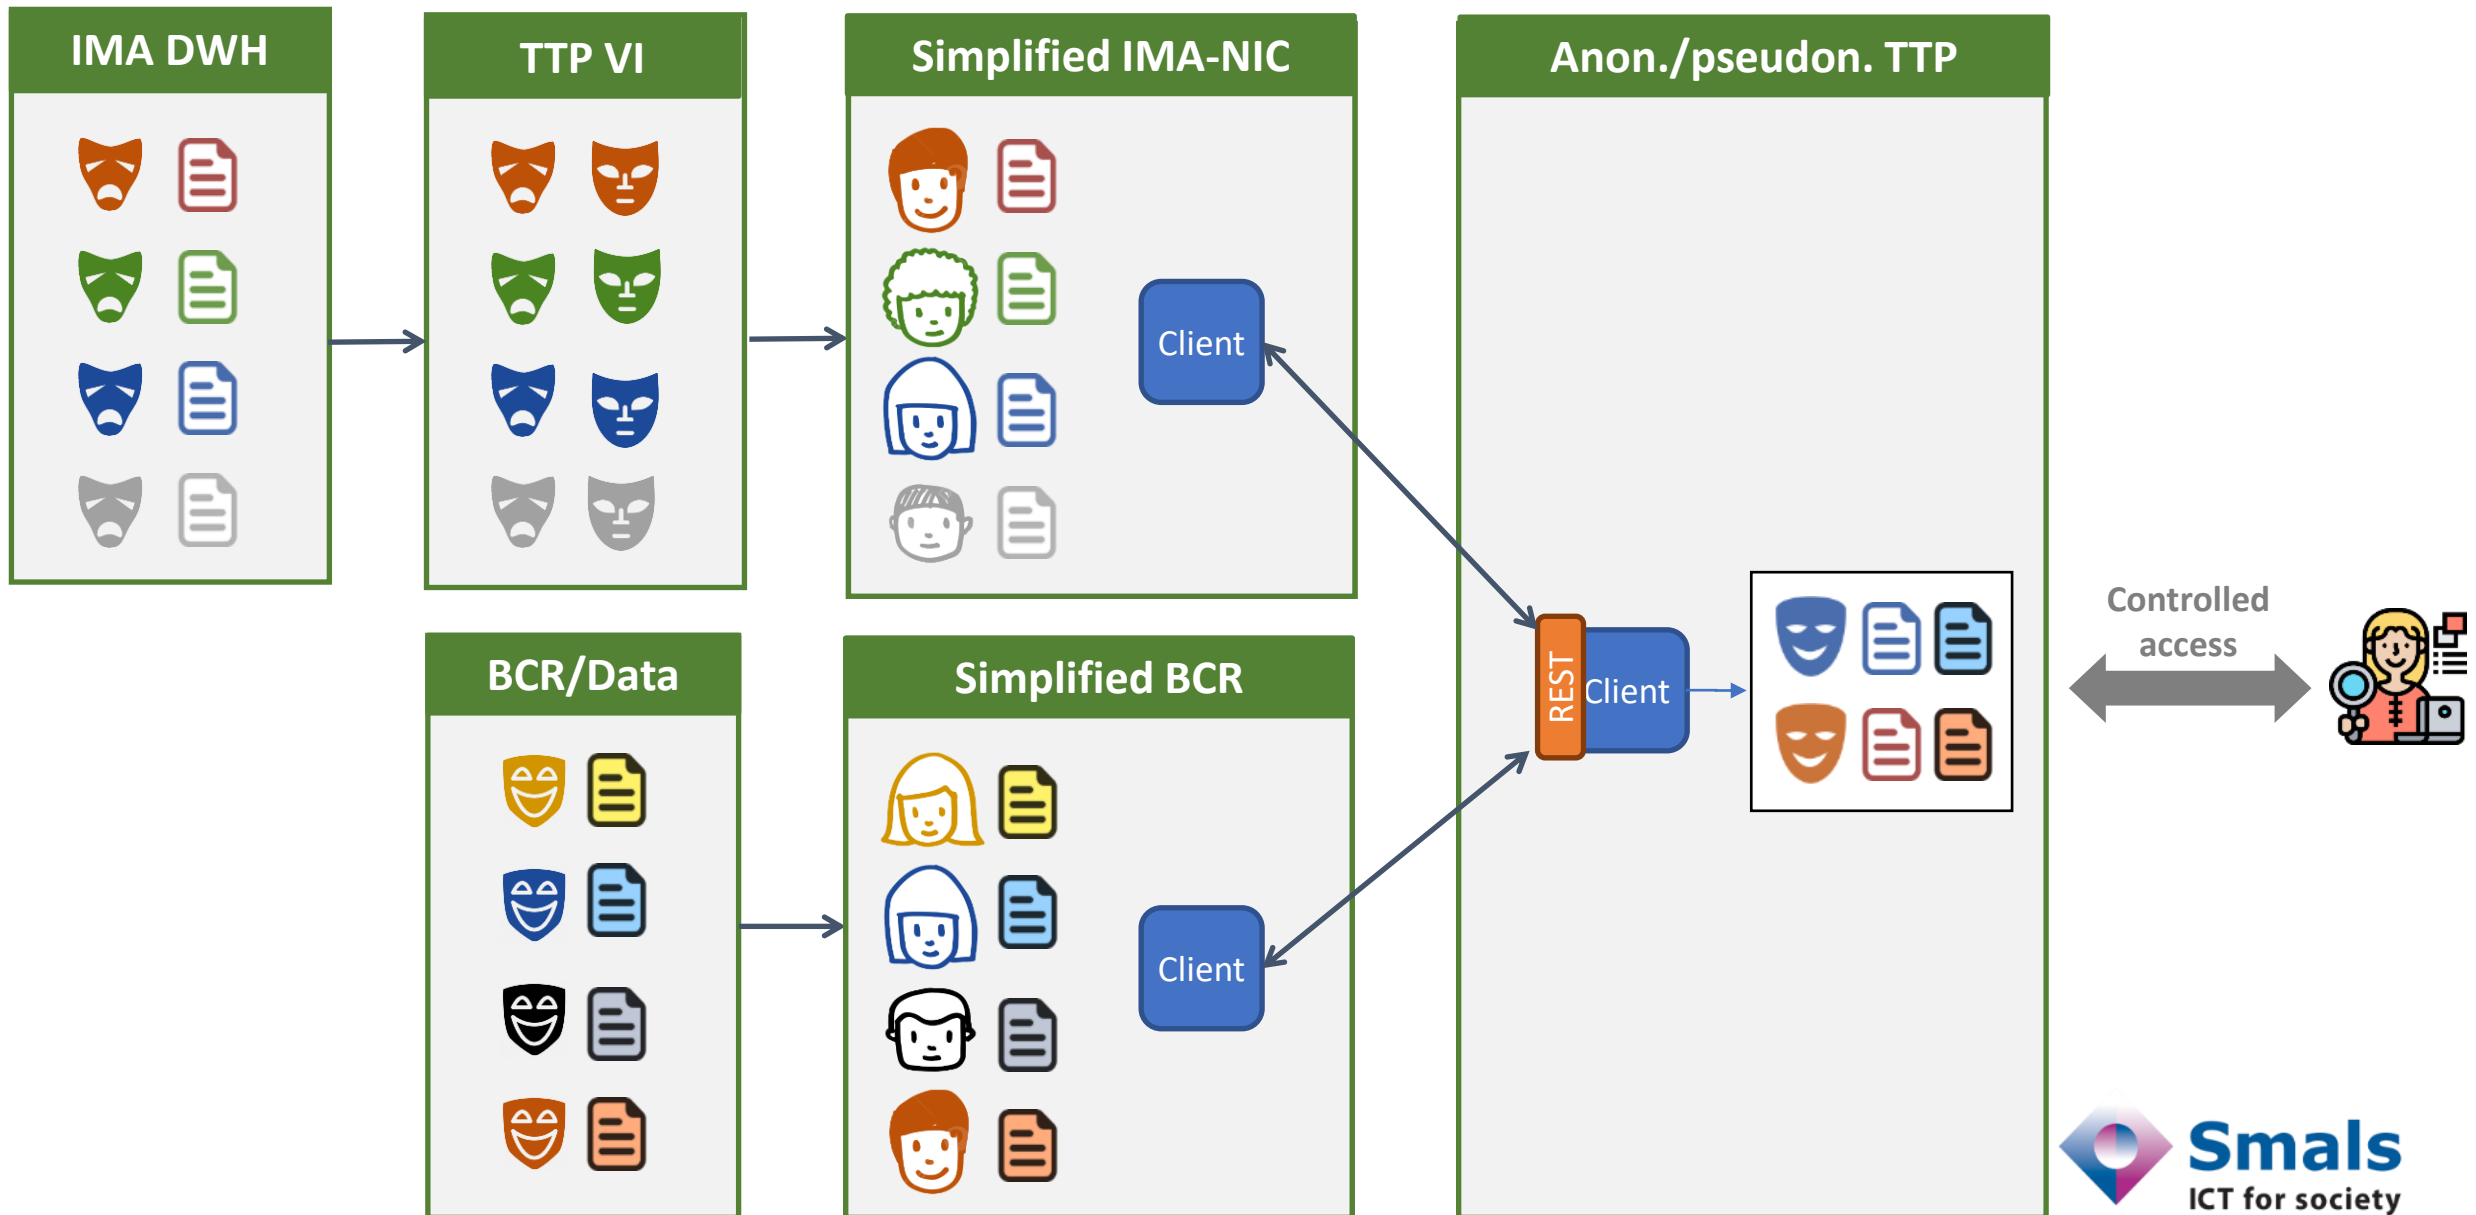 IMA DWH
TTP VI
Simplified IMA-NIC
Anon./pseudon. TTP
Client
BCR/Data
Simplified BCR
Client
REST
Client
Controlled
access
Smals
ICT for society